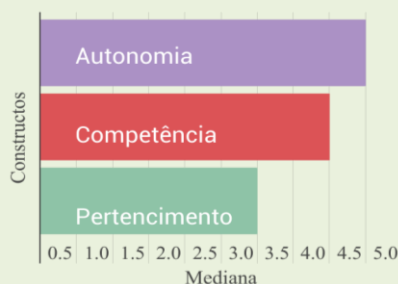 Constructos
Autonomia
Competência
Pertencimento
0.5 1.0 1.5 2.0 2.5 3.0 3.5 4.0 4.5 5.0
Mediana